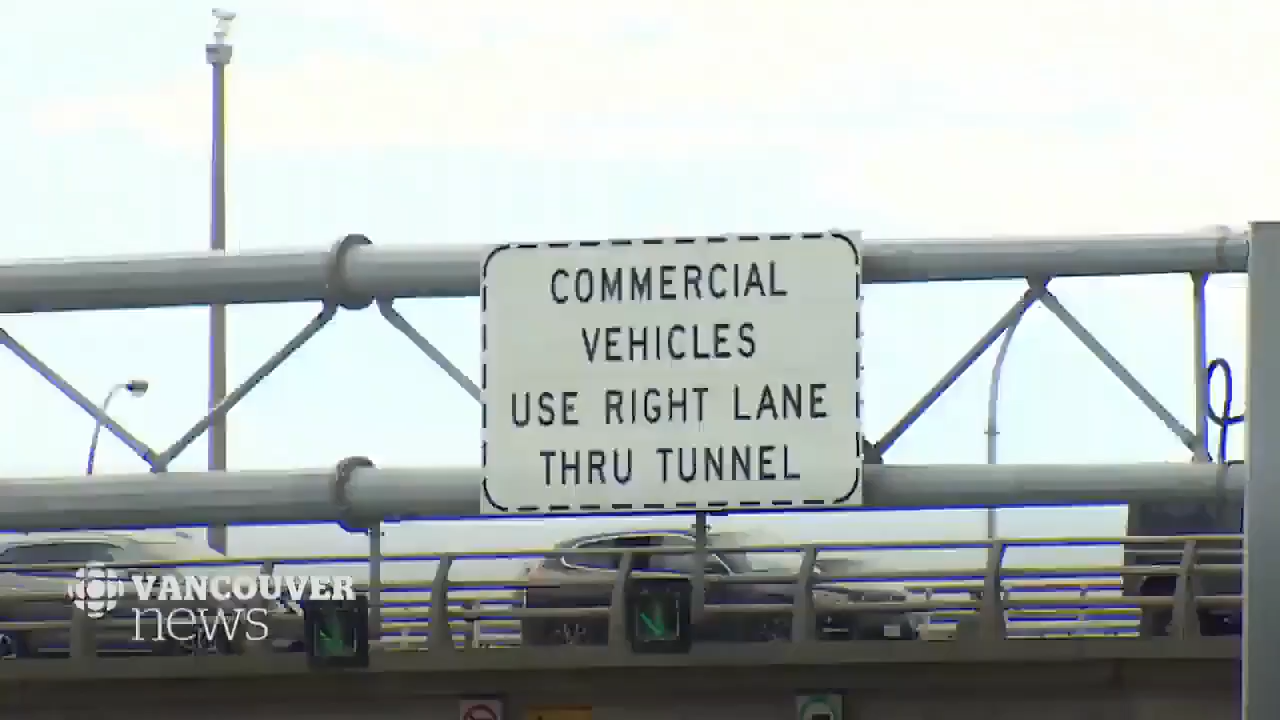 COMMERCIAL
VEHICLES
USE RIGHT LANE
THRU TUNNEL
VANCOUVER
news